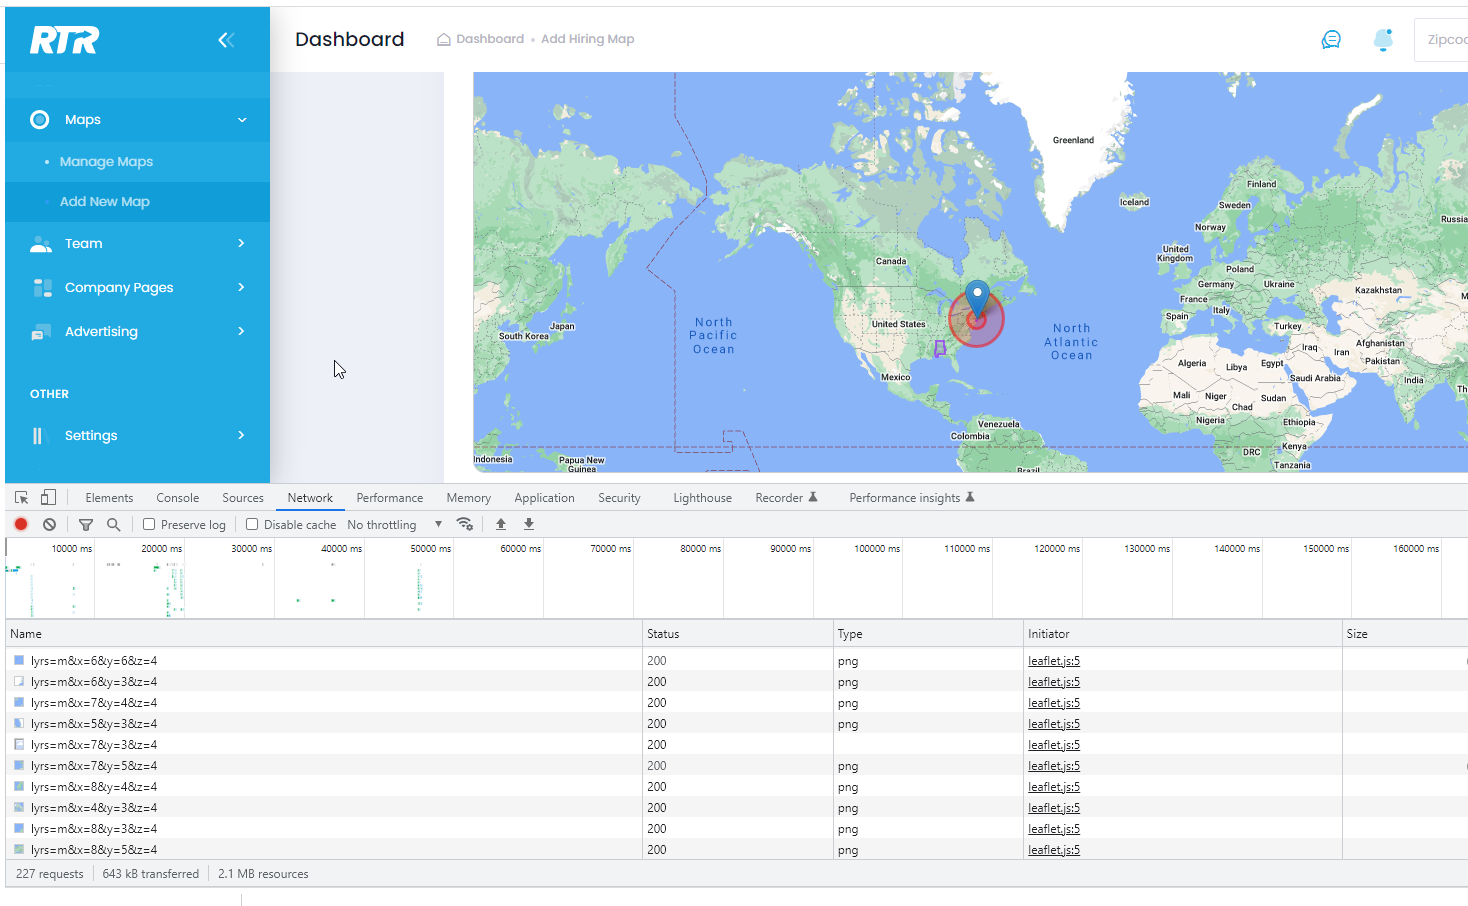 RTR
Dashboard
Dashboard • Add Hiring Map
Zipcod
Maps
Manage Maps
Add New Map
Team
Company Pages
Advertising
OTHER
Settings
Greenland
Iceland
Finland
Sweden
Norway
Russia
United
Kingdom
Poland
Germany
Ukraine
Kazakhstan
France
Italy
Spain
Turkey
Canada
United States
Mexico
North
Pacific
Ocean
North
Atlantic
Ocean
Japan
South Korea
Iraq
Iran
Afghanistan
Pakistan
Algeria
Libya
Egypt
Saudi Arabia
India
Th
M
Mali
Niger
Chad
Sudan
Nigeria
Ethiopia
Venezuela
Colombia
Kenya
DRC
Tanzania
Brazil
Indonesia
Papua New
Guinea
Elements Console Sources Network Performance Memory Application Security Lighthouse Recorder Performance insights
Preserve log Disable cache No throttling
10000 ms 20000 ms 30000 ms 40000 ms 50000 ms 60000 ms 70000 ms 80000 ms 90000 ms 100000 ms 110000 ms 120000 ms 130000 ms 140000 ms 150000 ms 160000 ms
Name Status Type Initiator Size
lyrs=m&x=6&y=6&z=4 200 png leaflet.js:5
lyrs=m&x=6&y=3&z=4 200 png leaflet.js:5
lyrs=m&x=7&y=4&z=4 200 png leaflet.js:5
lyrs=m&x=5&y=3&z=4 200 png leaflet.js:5
lyrs=m&x=7&y=3&z=4 200 leaflet.js:5
lyrs=m&x=7&y=5&z=4 200 png leaflet.js:5
lyrs=m&x=8&y=4&z=4 200 png leaflet.js:5
lyrs=m&x=4&y=3&z=4 200 png leaflet.js:5
lyrs=m&x=8&y=3&z=4 200 png leaflet.js:5
lyrs=m&x=8&y=5&z=4 200 png leaflet.js:5
227 requests 643 kB transferred 2.1 MB resources